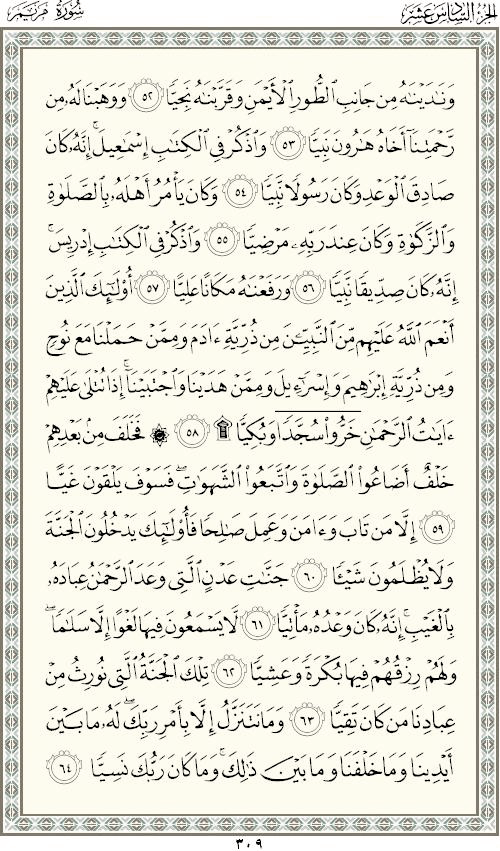 الجزء السادس عشر
سورة مريم
وَنَٰدَيْنَٰهُ مِن جَانِبِ ٱلطُّورِ ٱلْأَيْمَنِ وَقَرَّبْنَٰهُ نَجِيًّا ٥٢ وَوَهَبْنَا لَهُۥ مِن
رَّحْمَتِنَآ أَخَاهُ هَٰرُونَ نَبِيًّا ٥٣ وَٱذْكُرْ فِى ٱلْكِتَٰبِ إِسْمَٰعِيلَ ۚ إِنَّهُۥ كَانَ
صَادِقَ ٱلْوَعْدِ وَكَانَ رَسُولًا نَّبِيًّا ٥٤ وَكَانَ يَأْمُرُ أَهْلَهُۥ بِٱلصَّلَوٰةِ
وَٱلزَّكَوٰةِ وَكَانَ عِندَ رَبِّهِۦ مَرْضِيًّا ٥٥ وَٱذْكُرْ فِى ٱلْكِتَٰبِ إِدْرِيسَ ۚ
إِنَّهُۥ كَانَ صِدِّيقًا نَّبِيًّا ٥٦ وَرَفَعْنَٰهُ مَكَانًا عَلِيًّا ٥٧ أُو۟لَٰٓئِكَ ٱلَّذِينَ
أَنْعَمَ ٱللَّهُ عَلَيْهِم مِّنَ ٱلنَّبِيِّۦنَ مِن ذُرِّيَّةِ ءَادَمَ وَمِمَّنْ حَمَلْنَا مَعَ نُوحٍ
وَمِن ذُرِّيَّةِ إِبْرَٰهِيمَ وَإِسْرَٰٓءِيلَ وَمِمَّنْ هَدَيْنَا وَٱجْتَبَيْنَآ ۚ إِذَا تُتْلَىٰ عَلَيْهِمْ
ءَايَٰتُ ٱلرَّحْمَٰنِ خَرُّوا۟ سُجَّدًا وَبُكِيًّا ۩ ٥٨ ۞ فَخَلَفَ مِنۢ بَعْدِهِمْ
خَلْفٌ أَضَاعُوا۟ ٱلصَّلَوٰةَ وَٱتَّبَعُوا۟ ٱلشَّهَوَٰتِ ۖ فَسَوْفَ يَلْقَوْنَ غَيًّا
٥٩ إِلَّا مَن تَابَ وَءَامَنَ وَعَمِلَ صَٰلِحًا فَأُو۟لَٰٓئِكَ يَدْخُلُونَ ٱلْجَنَّةَ
وَلَا يُظْلَمُونَ شَيْـًٔا ٦٠ جَنَّٰتِ عَدْنٍ ٱلَّتِى وَعَدَ ٱلرَّحْمَٰنُ عِبَادَهُۥ
بِٱلْغَيْبِ ۚ إِنَّهُۥ كَانَ وَعْدُهُۥ مَأْتِيًّا ٦١ لَّا يَسْمَعُونَ فِيهَا لَغْوًا إِلَّا سَلَٰمًا ۖ
وَلَهُمْ رِزْقُهُمْ فِيهَا بُكْرَةً وَعَشِيًّا ٦٢ تِلْكَ ٱلْجَنَّةُ ٱلَّتِى نُورِثُ مِنْ
عِبَادِنَا مَن كَانَ تَقِيًّا ٦٣ وَمَا نَتَنَزَّلُ إِلَّا بِأَمْرِ رَبِّكَ ۖ لَهُۥ مَا بَيْنَ
أَيْدِينَا وَمَا خَلْفَنَا وَمَا بَيْنَ ذَٰلِكَ ۚ وَمَا كَانَ رَبُّكَ نَسِيًّا ٦٤
٣٠٩